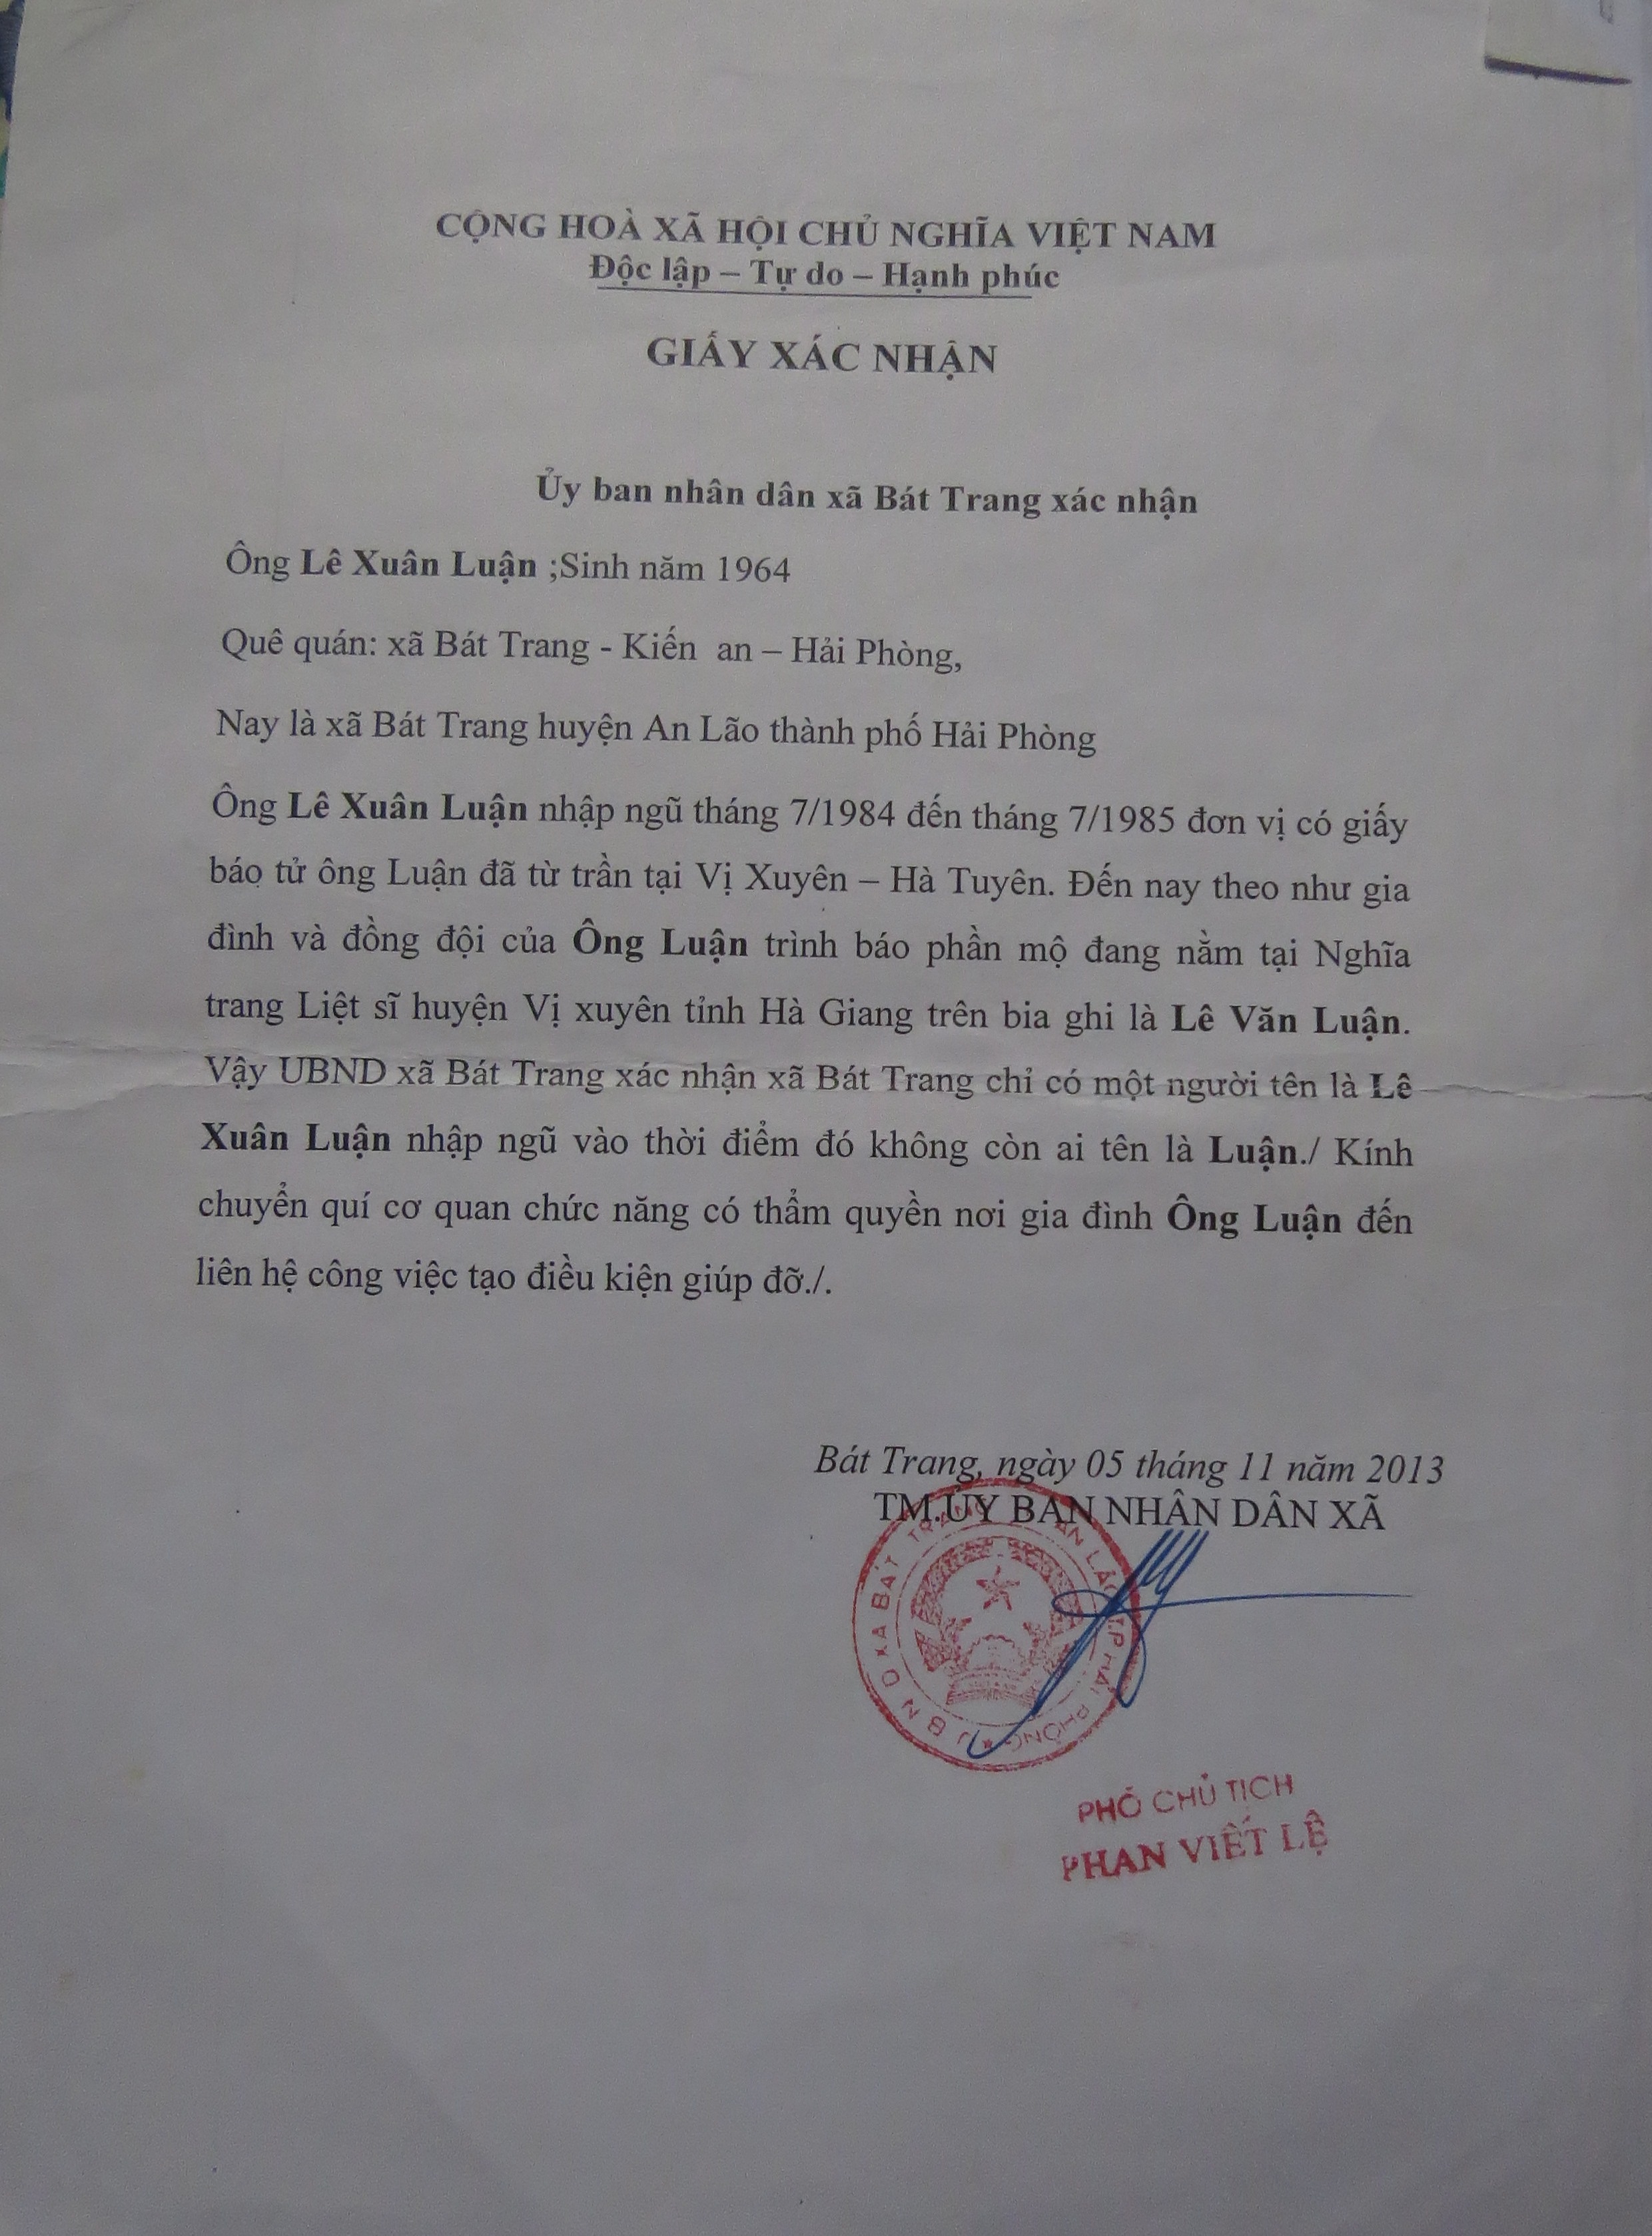 CỘNG HOÀ XÃ HỘI CHỦ NGHĨA VIỆT NAM
Độc lập – Tự do – Hạnh phúc
GIẤY XÁC NHẬN
Ủy ban nhân dân xã Bát Trang xác nhận
Ông Lê Xuân Luận ;Sinh năm 1964
Quê quán: xã Bát Trang - Kiến an – Hải Phòng,
Nay là xã Bát Trang huyện An Lão thành phố Hải Phòng
Ông Lê Xuân Luận nhập ngũ tháng 7/1984 đến tháng 7/1985 đơn vị có giấy
báo tử ông Luận đã từ trần tại Vị Xuyên – Hà Tuyên. Đến nay theo như gia
đình và đồng đội của Ông Luận trình báo phần mộ đang nằm tại Nghĩa
trang Liệt sĩ huyện Vị xuyên tỉnh Hà Giang trên bia ghi là Lê Văn Luận.
Vậy UBND xã Bát Trang xác nhận xã Bát Trang chỉ có một người tên là Lê
Xuân Luận nhập ngũ vào thời điểm đó không còn ai tên là Luận./ Kính
chuyển quí cơ quan chức năng có thẩm quyền nơi gia đình Ông Luận đến
liên hệ công việc tạo điều kiện giúp đỡ./.
Bát Trang, ngày 05 tháng 11 năm 2013
TM.ỦY BAN NHÂN DÂN XÃ
UBND XÃ BÁT TRANG AN LÃO T.P HẢI PHÒNG
PHÓ CHỦ TỊCH
PHAN VIẾT LỆ